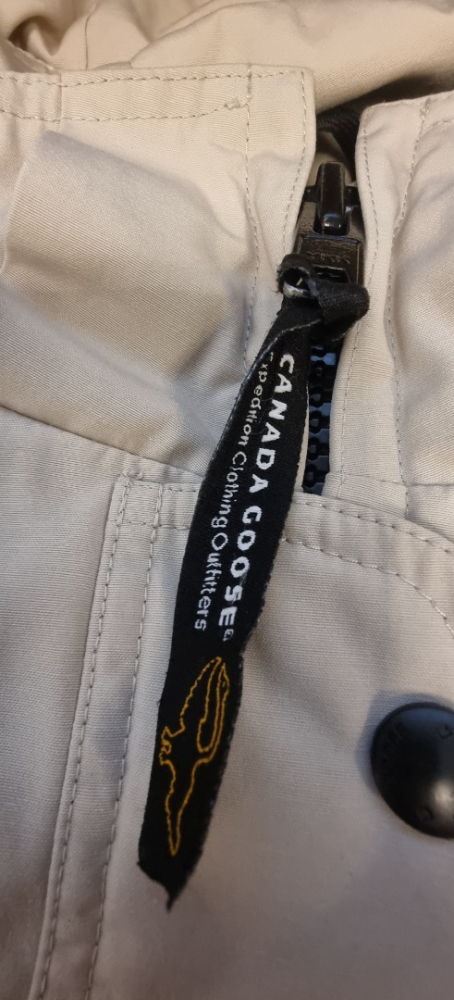 CANADA GOOSE®
Expedition Clothing Outfitters